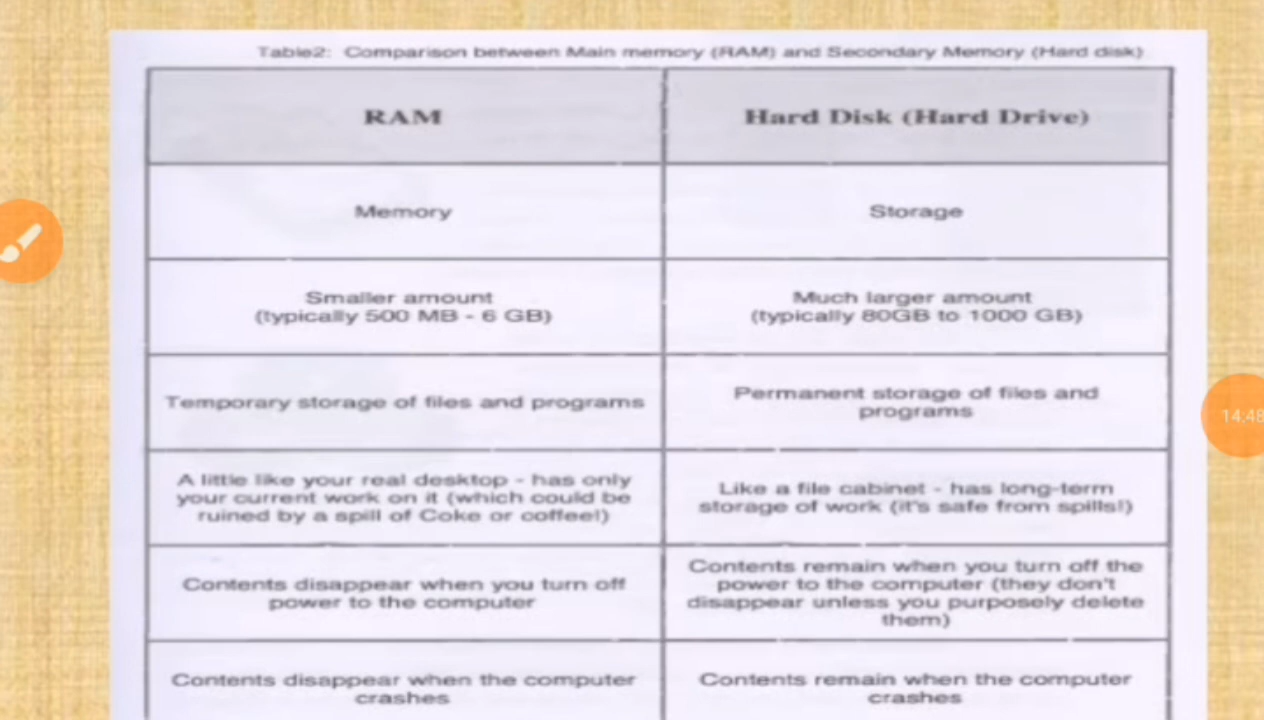 Table2: Comparison between Main memory (RAM) and Secondary Memory (Hard disk)
RAM
Hard Disk (Hard Drive)
Memory
Storage
Smaller amount
(typically 500 MB - 6 GB)
Much larger amount
(typically 80GB to 1000 GB)
Temporary storage of files and programs
Permanent storage of files and
programs
A little like your real desktop - has only
your current work on it (which could be
ruined by a spill of Coke or coffee!)
Like a file cabinet - has long-term
storage of work (it's safe from spills!)
Contents disappear when you turn off
power to the computer
Contents remain when you turn off the
power to the computer (they don't
disappear unless you purposely delete
them)
Contents disappear when the computer
crashes
Contents remain when the computer
crashes
14:48